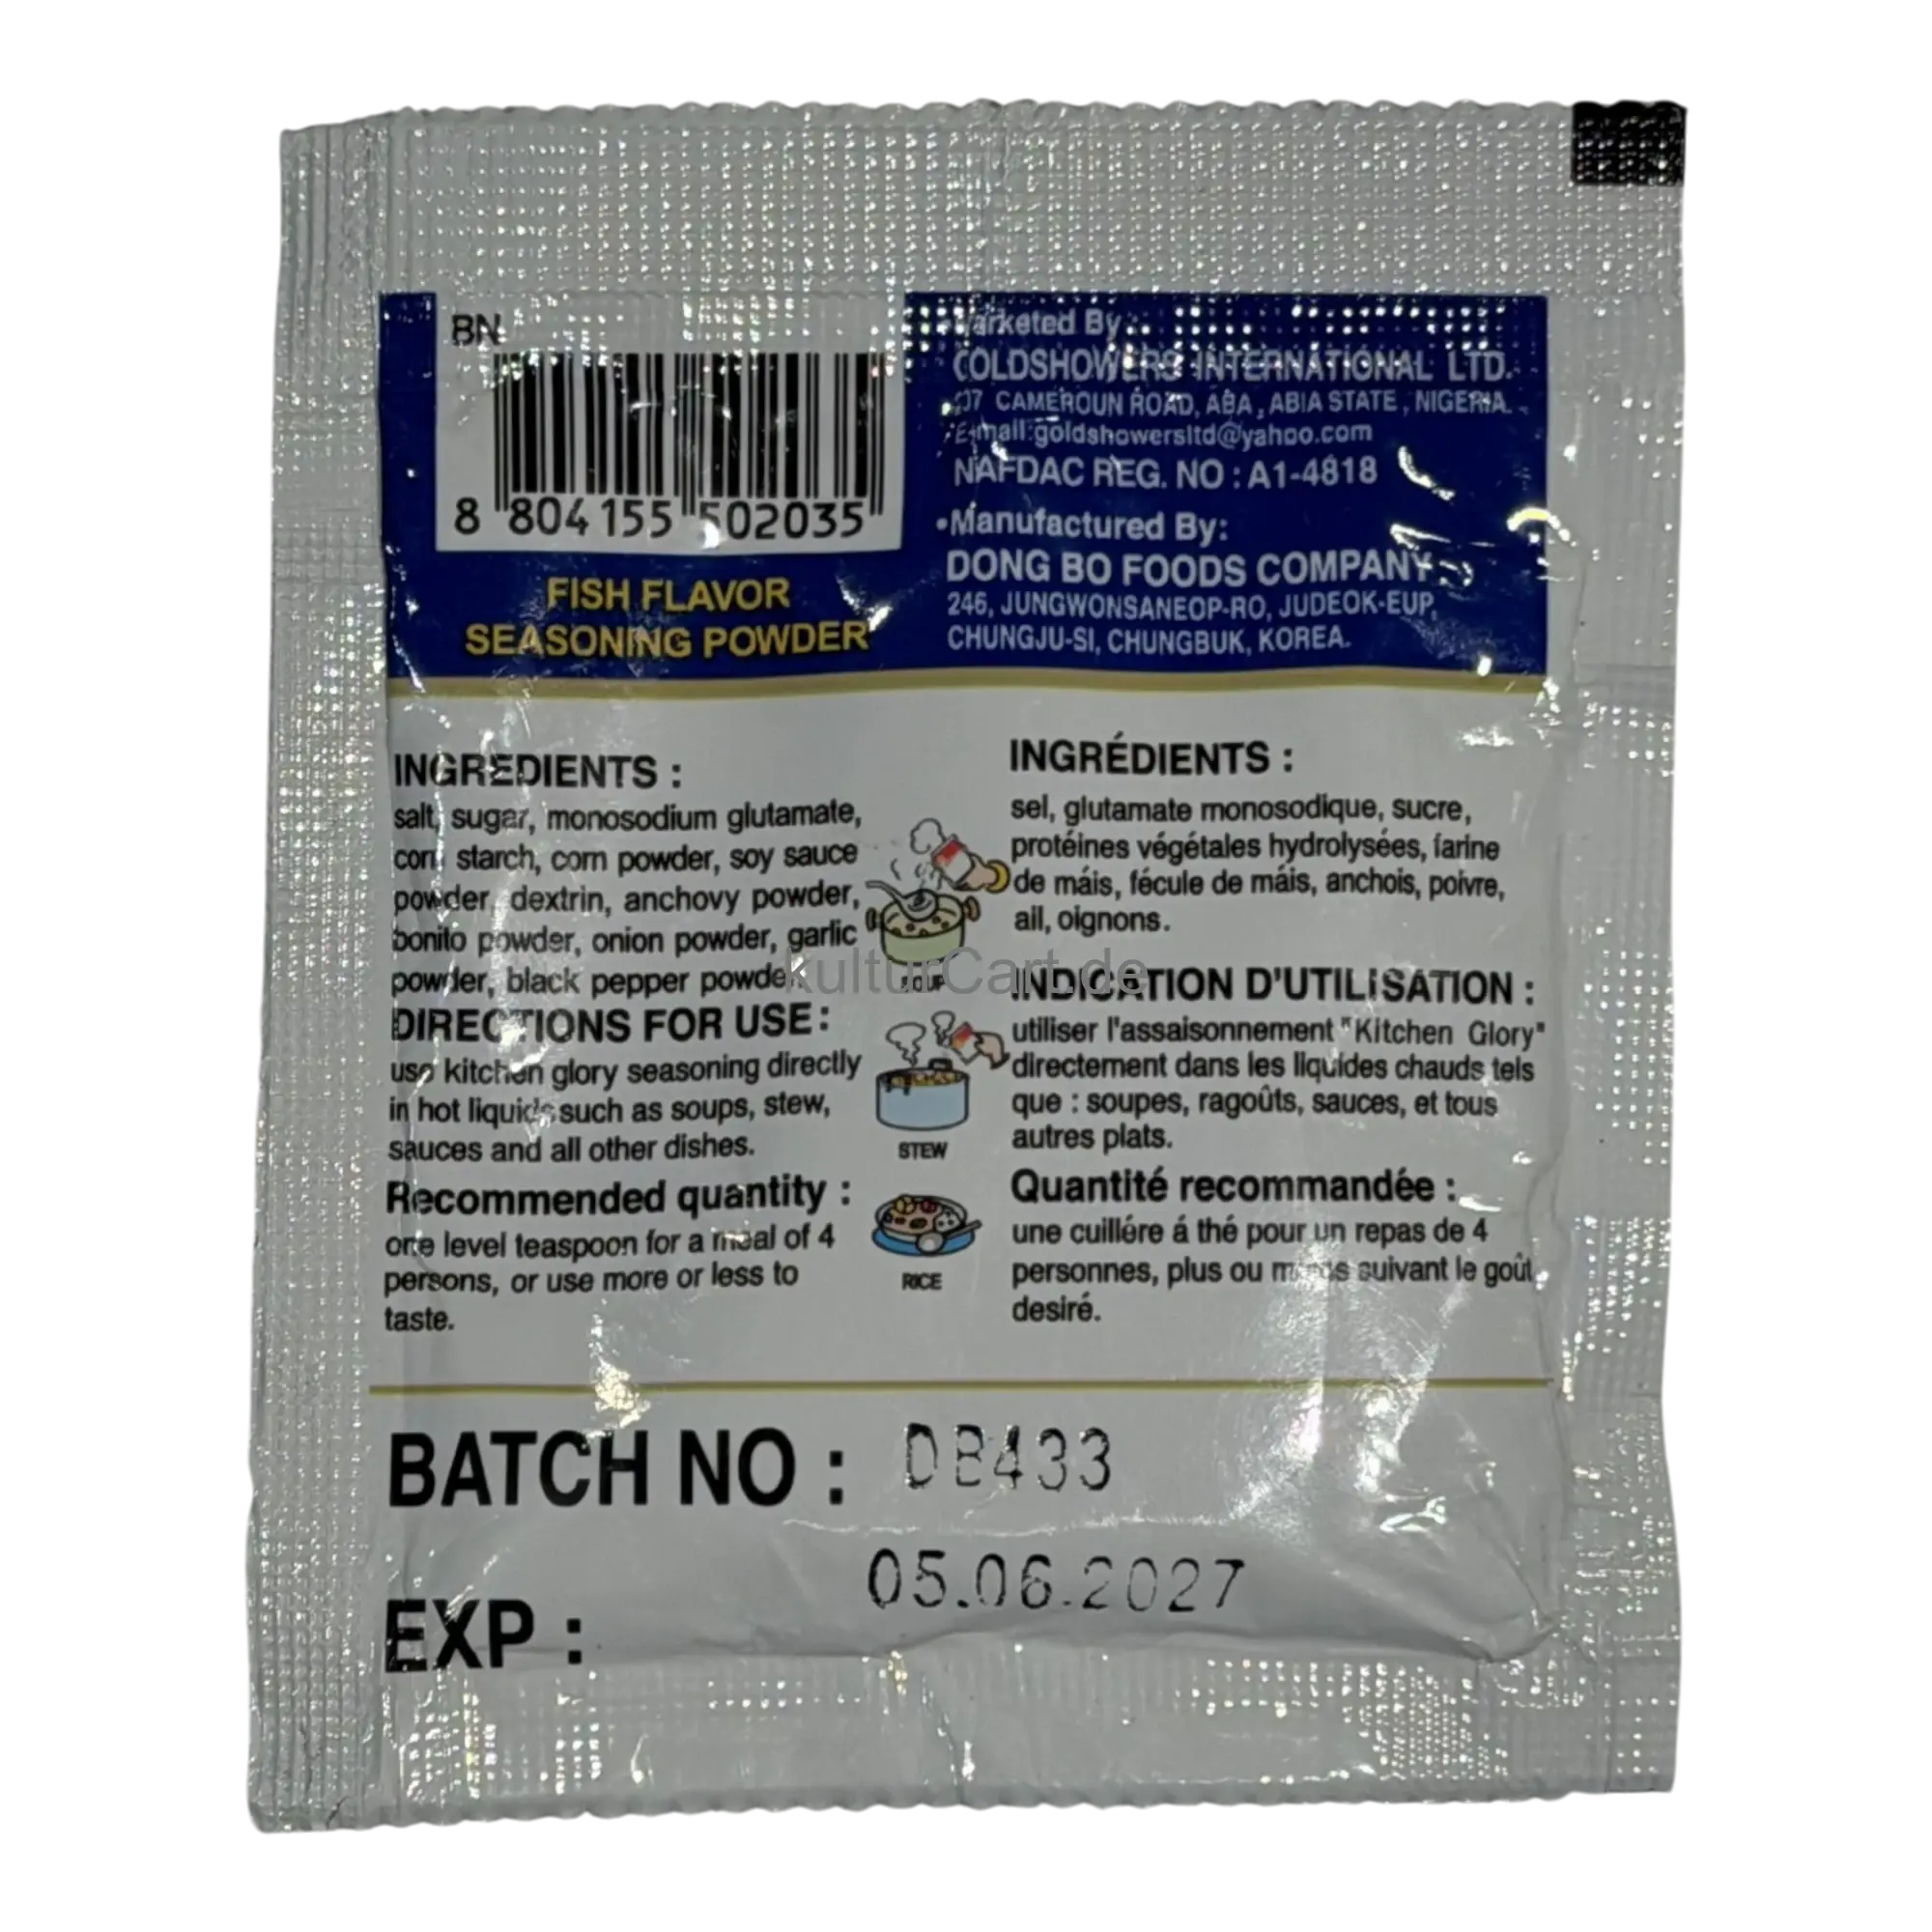 BN
8 804155 502035
FISH FLAVOR
SEASONING POWDER
•Marketed By :
GOLDSHOWERS INTERNATIONAL LTD.
CAMEROUN ROAD, ABA, ABIA STATE, NIGERIA.
E-mail:goldshowersltd@yahoo.com
NAFDAC REG. NO : A1-4818
•Manufactured By:
DONG BO FOODS COMPANY.
246, JUNGWONSANEOP-RO, JUDEOK-EUP,
CHUNGJU-SI, CHUNGBUK, KOREA.
INGREDIENTS :
salt, sugar, monosodium glutamate,
corn starch, corn powder, soy sauce
powder, dextrin, anchovy powder,
bonito powder, onion powder, garlic
powder, black pepper powder.
DIRECTIONS FOR USE :
use kitchen glory seasoning directly
in hot liquids such as soups, stew,
sauces and all other dishes.
Recommended quantity :
one level teaspoon for a meal of 4
persons, or use more or less to
taste.
SOUP
STEW
RICE
INGRÉDIENTS :
sel, glutamate monosodique, sucre,
protéines végétales hydrolysées, farine
de máis, fécule de máis, anchois, poivre,
ail, oignons.
INDICATION D'UTILISATION :
utiliser l'assaisonnement "Kitchen Glory"
directement dans les liquides chauds tels
que : soupes, ragoûts, sauces, et tous
autres plats.
Quantité recommandée :
une cuillére á thé pour un repas de 4
personnes, plus ou moins suivant le goût
desiré.
kulturCart.de
BATCH NO : DB433
05.06.2027
EXP :